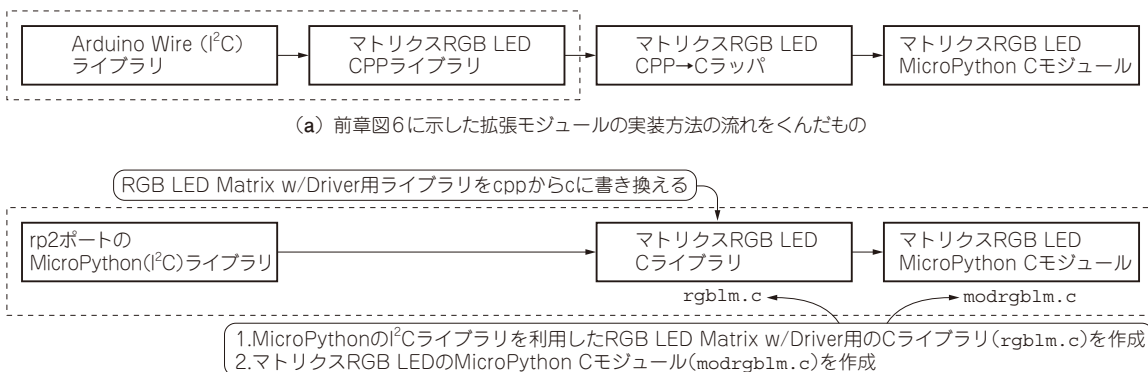 Arduino Wire (I²C)
ライブラリ
マトリクスRGB LED
CPPライブラリ
マトリクスRGB LED
CPP→Cラッパ
マトリクスRGB LED
MicroPython Cモジュール
(a) 前章図6に示した拡張モジュールの実装方法の流れをくんだもの
RGB LED Matrix w/Driver用ライブラリをcppからcに書き換える
rp2ポートの
MicroPython(I²C)ライブラリ
マトリクスRGB LED
Cライブラリ
マトリクスRGB LED
MicroPython Cモジュール
rgblm.c
modrgblm.c
1.MicroPythonのI²Cライブラリを利用したRGB LED Matrix w/Driver用のCライブラリ(rgblm.c)を作成
2.マトリクスRGB LEDのMicroPython Cモジュール(modrgblm.c)を作成